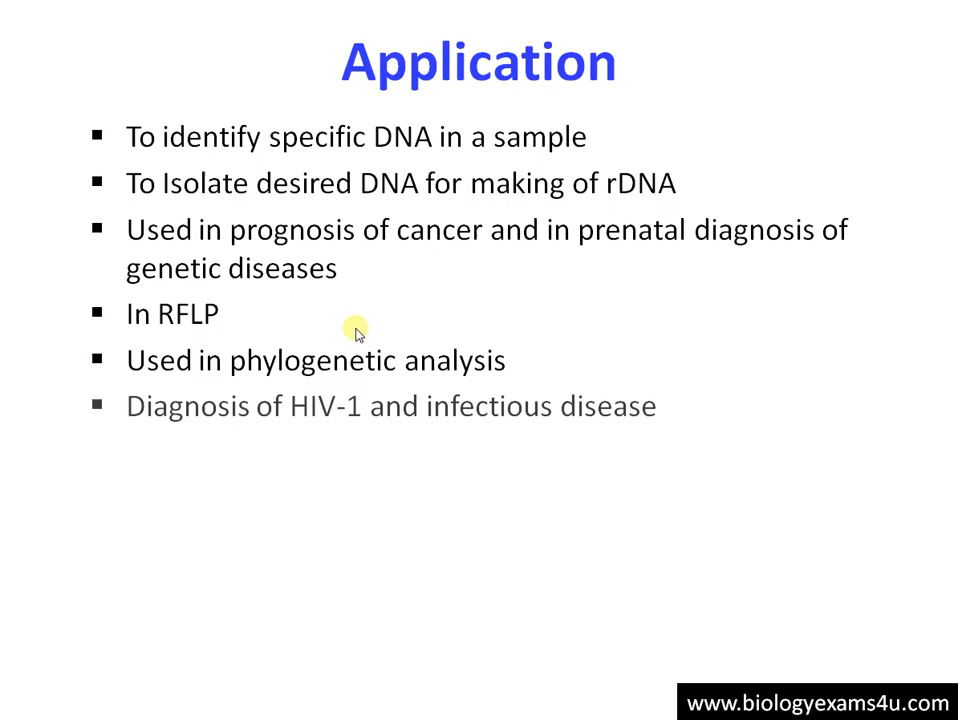 Application
▪ To identify specific DNA in a sample
▪ To Isolate desired DNA for making of rDNA
▪ Used in prognosis of cancer and in prenatal diagnosis of
genetic diseases
▪ In RFLP
▪ Used in phylogenetic analysis
▪ Diagnosis of HIV-1 and infectious disease
www.biologyexams4u.com